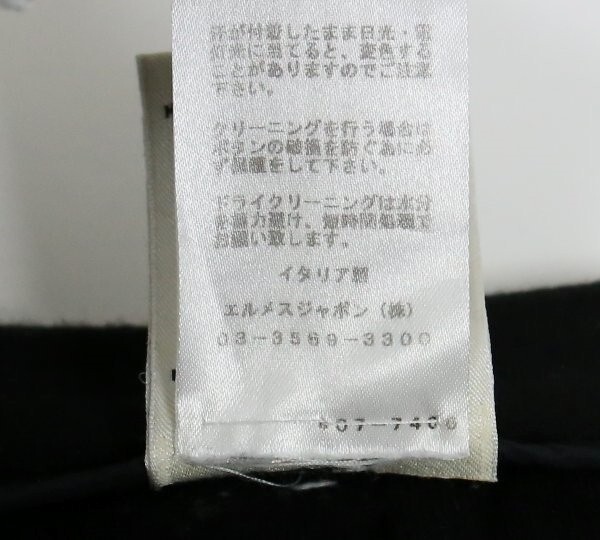 汗が付着したまま日光・電
灯光に当てると、変色する
ことがありますのでご注意
下さい。
クリーニングを行う場合は
ボタンの破損を防ぐ為に必
ず保護をして下さい。
ドライクリーニングは水分
を極力避け、短時間処理で
お願い致します。
イタリア製
エルメスジャポン（株）
03-3569-3300